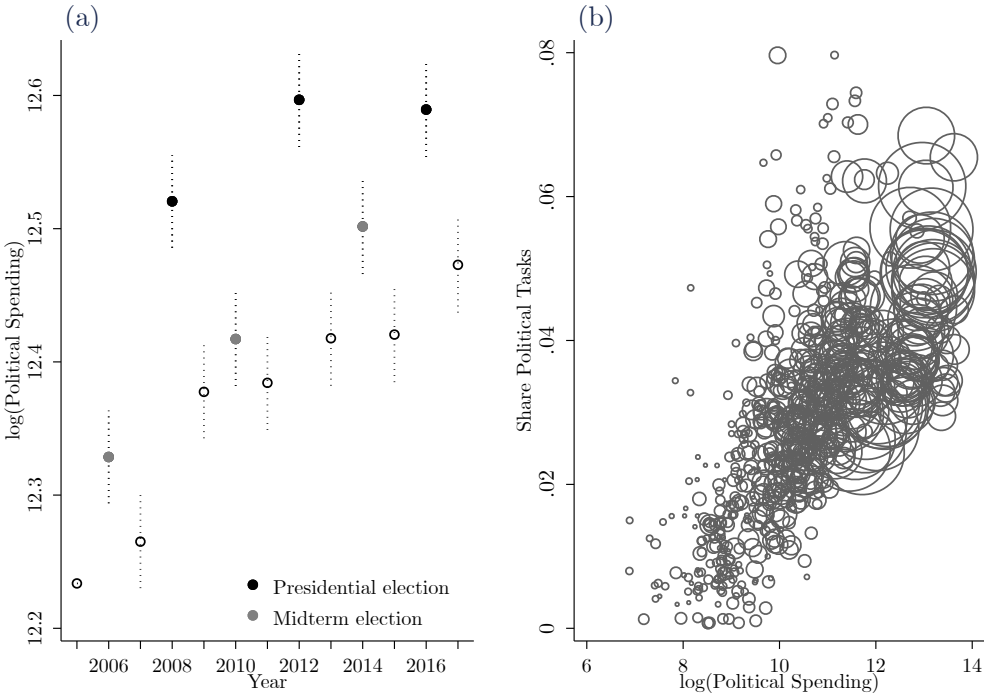 (a)
log(Political Spending)
12.6
12.5
12.4
12.3
12.2
Presidential election
Midterm election
2006 2008 2010 2012 2014 2016
Year
(b)
Share Political Tasks
.08
.06
.04
.02
0
6 8 10 12 14
log(Political Spending)